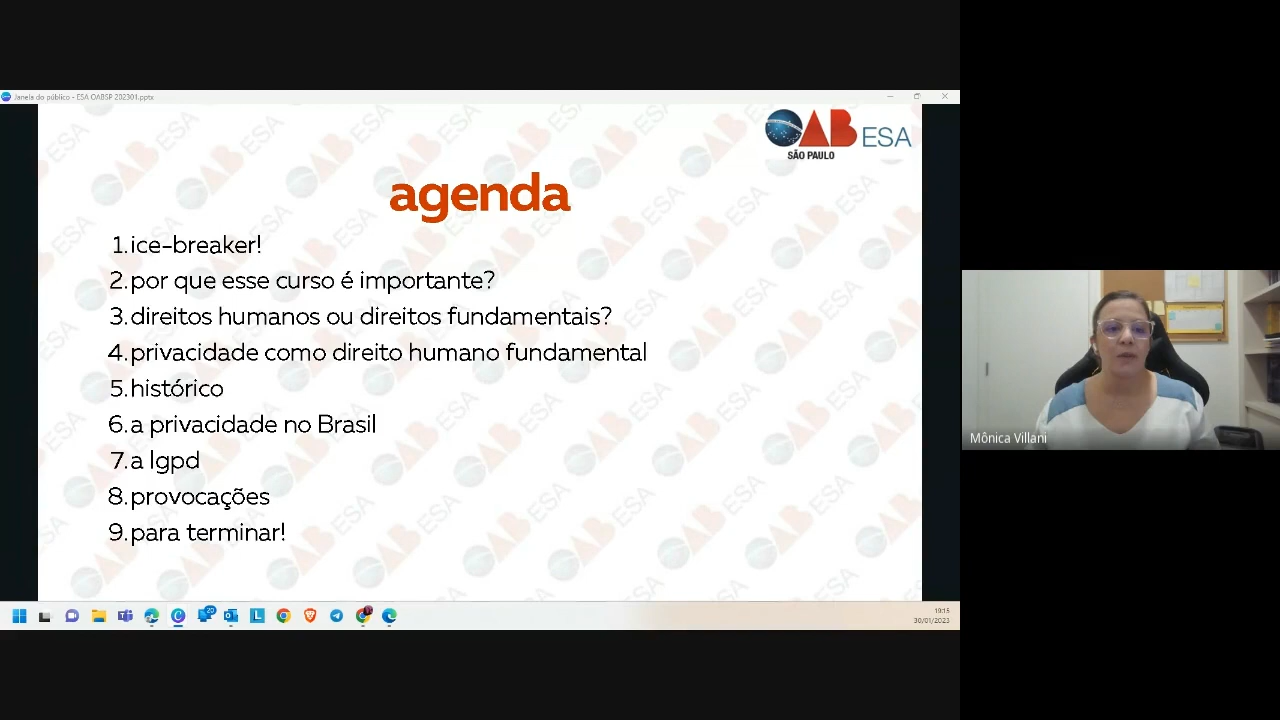 Janela do público - ESA OABSP 202301.pptx
OAB ESA
SÃO PAULO
agenda
1. ice-breaker!
2. por que esse curso é importante?
3. direitos humanos ou direitos fundamentais?
4. privacidade como direito humano fundamental
5. histórico
6. a privacidade no Brasil
7. a lgpd
8. provocações
9. para terminar!
Mônica Villani
20
19:15
30/01/2023